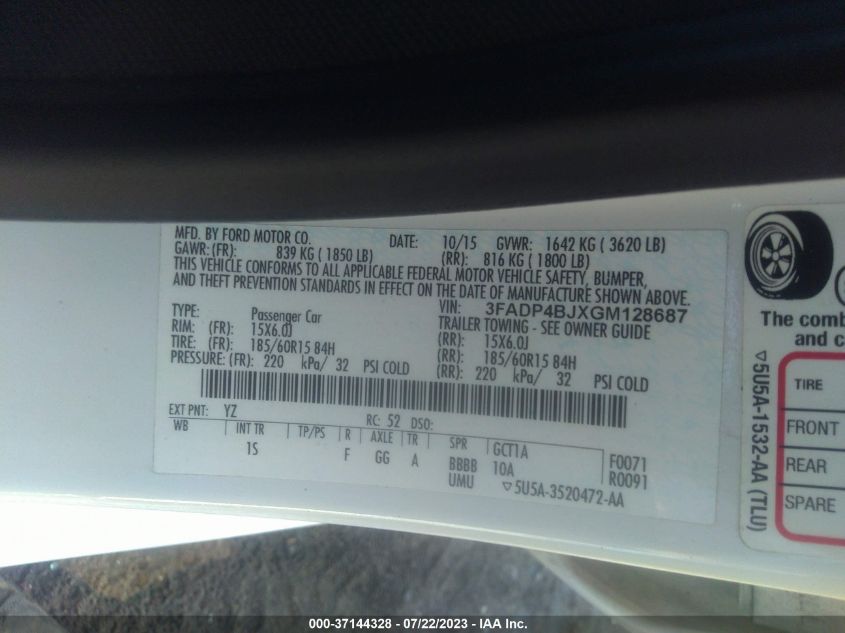 MFD. BY FORD MOTOR CO. DATE: 10/15 GVWR: 1642 KG ( 3620 LB)
GAWR: (FR): 839 KG ( 1850 LB) (RR): 816 KG ( 1800 LB)
THIS VEHICLE CONFORMS TO ALL APPLICABLE FEDERAL MOTOR VEHICLE SAFETY, BUMPER,
AND THEFT PREVENTION STANDARDS IN EFFECT ON THE DATE OF MANUFACTURE SHOWN ABOVE.
VIN: 3FADP4BJXGM128687
TYPE: Passenger Car TRAILER TOWING - SEE OWNER GUIDE
RIM: (FR): 15X6.0J (RR): 15X6.0J
TIRE: (FR): 185/60R15 84H (RR): 185/60R15 84H
PRESSURE: (FR): 220 kPa/ 32 PSI COLD (RR): 220 kPa/ 32 PSI COLD
EXT PNT: YZ RC: 52 DSO:
WB INT TR TP/PS R AXLE TR SPR GCT1A F0071
1S F GG A BBBB 10A R0091
UMU ▽5U5A-3520472-AA
The comb
and c
TIRE
FRONT
REAR
SPARE
▽5U5A-1532-AA (TLU)
000-37144328 - 07/22/2023 - IAA Inc.